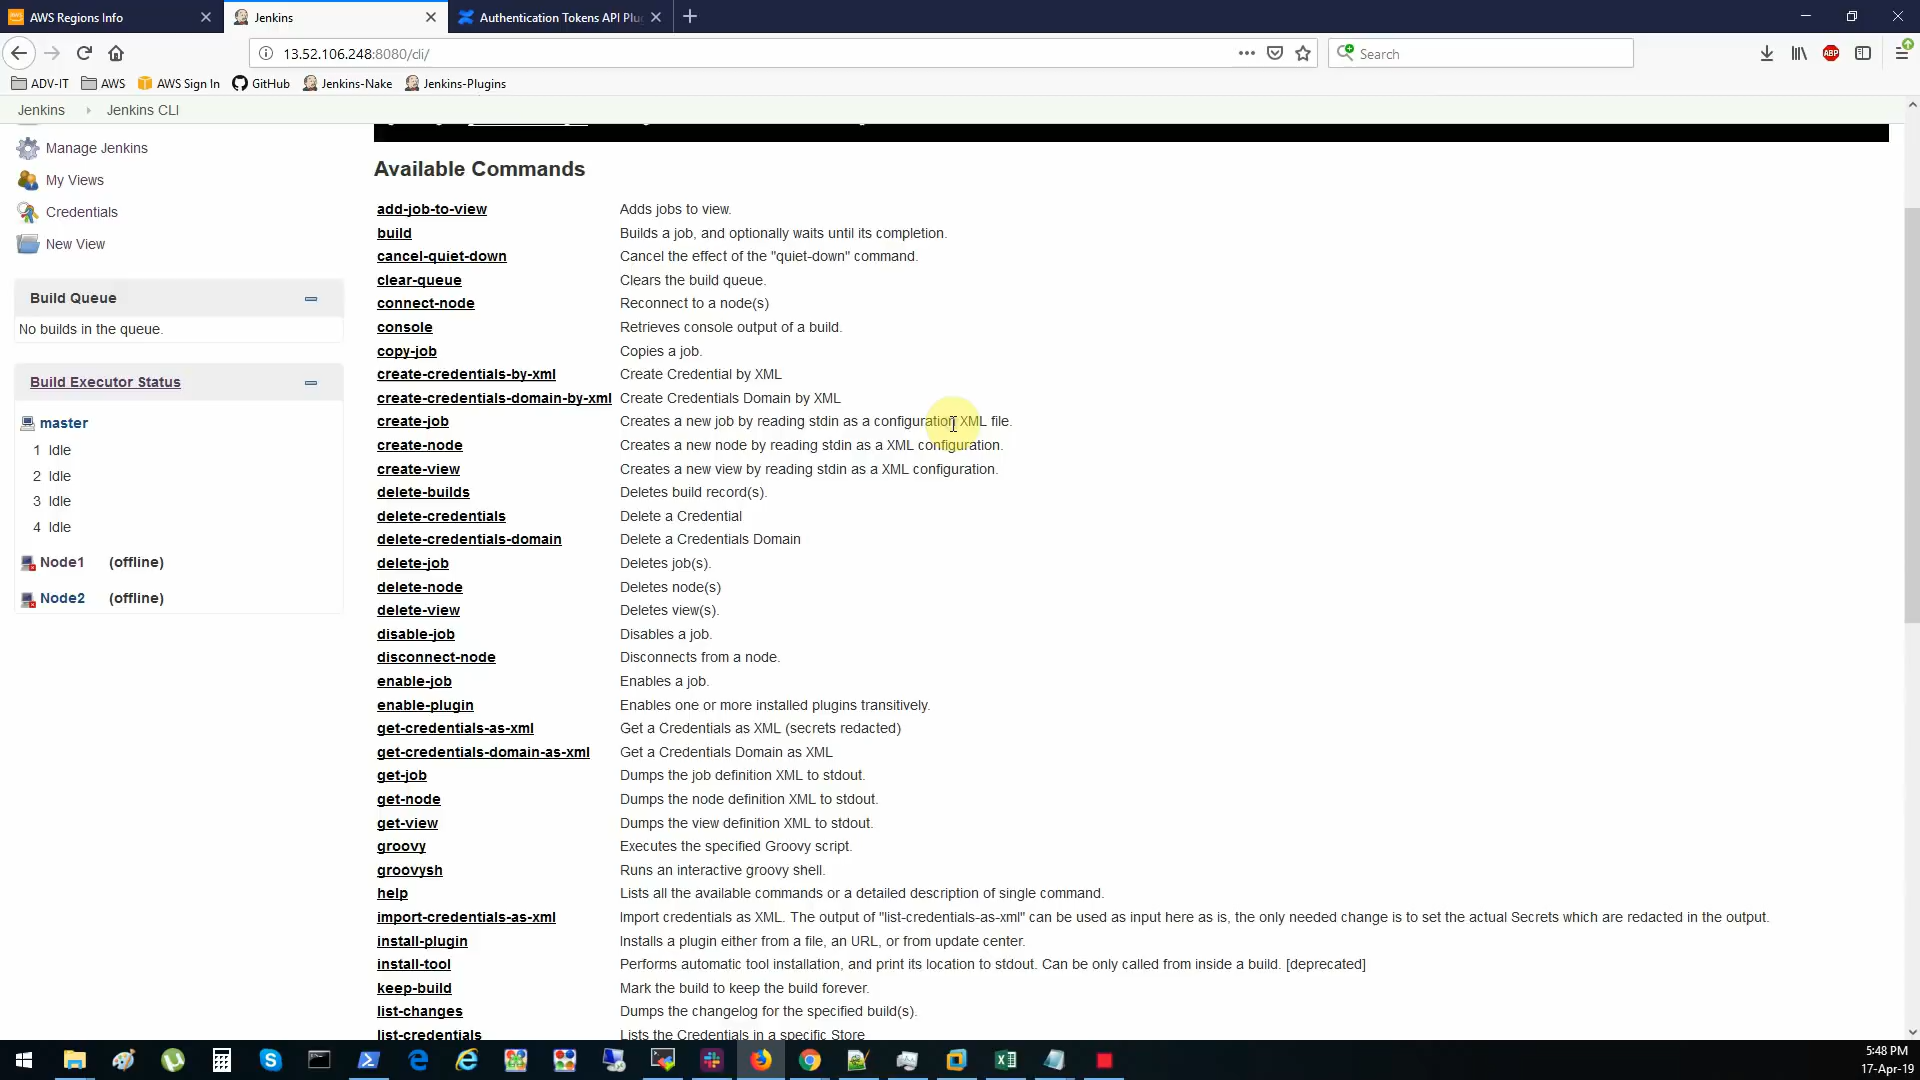 AWS Regions Info
Jenkins
Authentication Tokens API Plu
13.52.106.248:8080/cli/
Search
ABP
ADV-IT
AWS
AWS Sign In
GitHub
Jenkins-Nake
Jenkins-Plugins
Jenkins
Jenkins CLI
Manage Jenkins
My Views
Credentials
New View
Build Queue
No builds in the queue.
Build Executor Status
master
1 Idle
2 Idle
3 Idle
4 Idle
Node1 (offline)
Node2 (offline)
Available Commands
add-job-to-view Adds jobs to view.
build Builds a job, and optionally waits until its completion.
cancel-quiet-down Cancel the effect of the "quiet-down" command.
clear-queue Clears the build queue.
connect-node Reconnect to a node(s)
console Retrieves console output of a build.
copy-job Copies a job.
create-credentials-by-xml Create Credential by XML
create-credentials-domain-by-xml Create Credentials Domain by XML
create-job Creates a new job by reading stdin as a configuration XML file.
create-node Creates a new node by reading stdin as a XML configuration.
create-view Creates a new view by reading stdin as a XML configuration.
delete-builds Deletes build record(s).
delete-credentials Delete a Credential
delete-credentials-domain Delete a Credentials Domain
delete-job Deletes job(s).
delete-node Deletes node(s)
delete-view Deletes view(s).
disable-job Disables a job.
disconnect-node Disconnects from a node.
enable-job Enables a job.
enable-plugin Enables one or more installed plugins transitively.
get-credentials-as-xml Get a Credentials as XML (secrets redacted)
get-credentials-domain-as-xml Get a Credentials Domain as XML
get-job Dumps the job definition XML to stdout.
get-node Dumps the node definition XML to stdout.
get-view Dumps the view definition XML to stdout.
groovy Executes the specified Groovy script.
groovysh Runs an interactive groovy shell.
help Lists all the available commands or a detailed description of single command.
import-credentials-as-xml Import credentials as XML. The output of "list-credentials-as-xml" can be used as input here as is, the only needed change is to set the actual Secrets which are redacted in the output.
install-plugin Installs a plugin either from a file, an URL, or from update center.
install-tool Performs automatic tool installation, and print its location to stdout. Can be only called from inside a build. [deprecated]
keep-build Mark the build to keep the build forever.
list-changes Dumps the changelog for the specified build(s).
list-credentials Lists the Credentials in a specific Store
5:48 PM
17-Apr-19